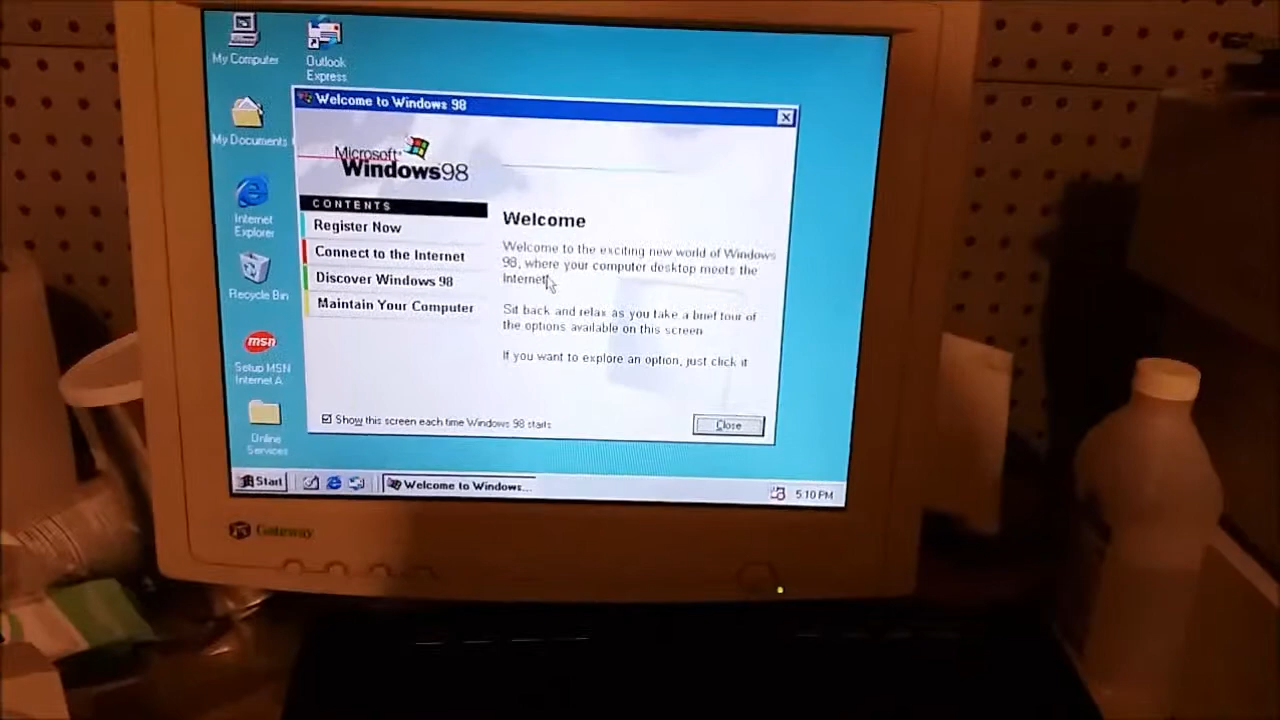 My Computer
Outlook
Express
My Documents
Internet
Explorer
Recycle Bin
msn
Setup MSN
Internet A
Online
Services
Welcome to Windows 98
Microsoft
Windows 98
CONTENTS
Register Now
Connect to the Internet
Discover Windows 98
Maintain Your Computer
Welcome
Welcome to the exciting new world of Windows
98, where your computer desktop meets the
Internet
Sit back and relax as you take a brief tour of
the options available on this screen
If you want to explore an option, just click it
Show this screen each time Windows 98 starts
Close
Start
Welcome to Windows...
5:10 PM
Gateway